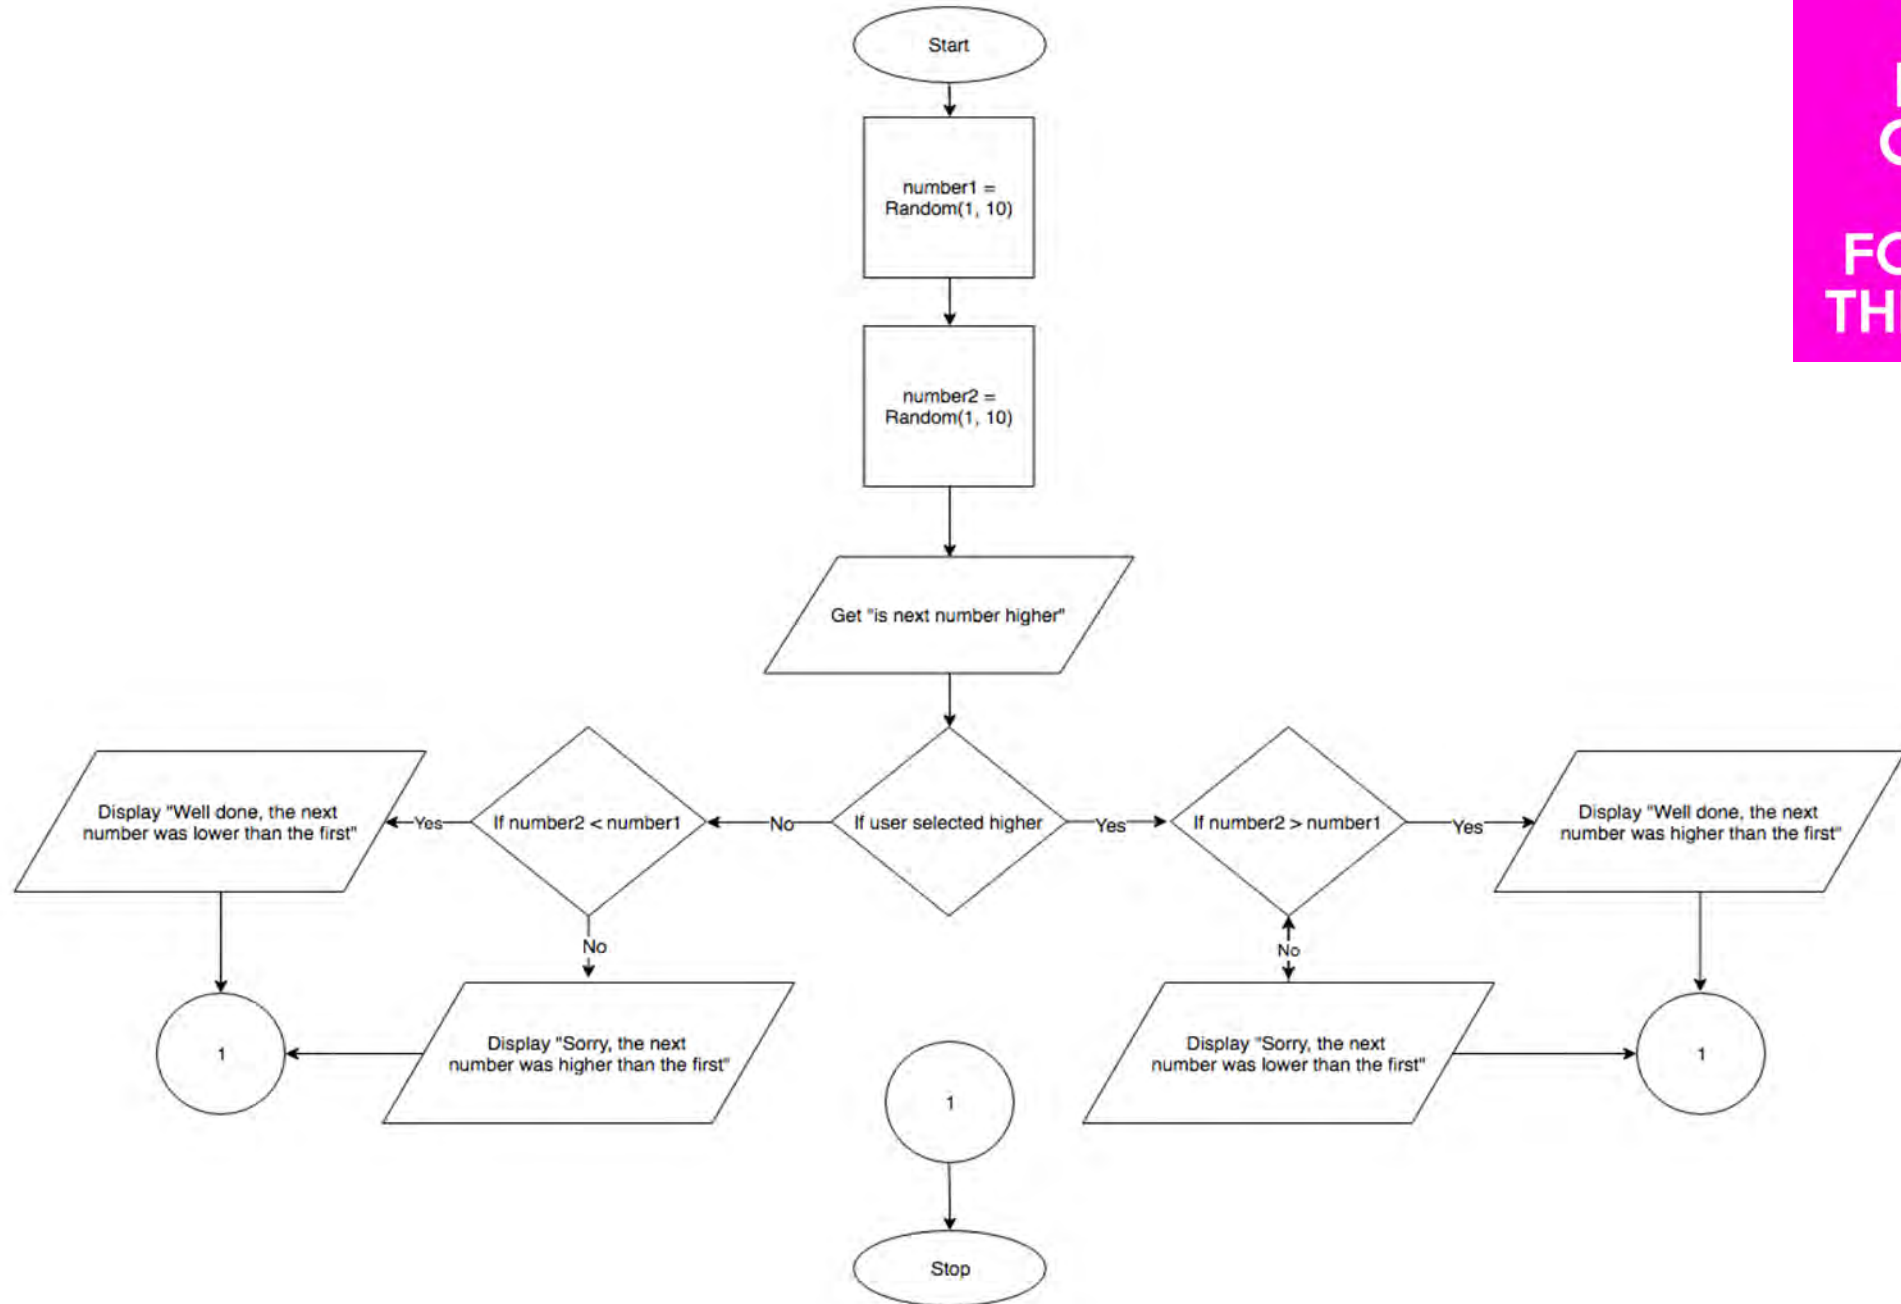 Start
number1 =
Random(1, 10)
number2 =
Random(1, 10)
Get "is next number higher"
Display "Well done, the next
number was lower than the first"
Yes
If number2 < number1
No
If user selected higher
Yes
If number2 > number1
Yes
Display "Well done, the next
number was higher than the first"
No
No
1
Display "Sorry, the next
number was higher than the first"
1
Display "Sorry, the next
number was lower than the first"
1
Stop